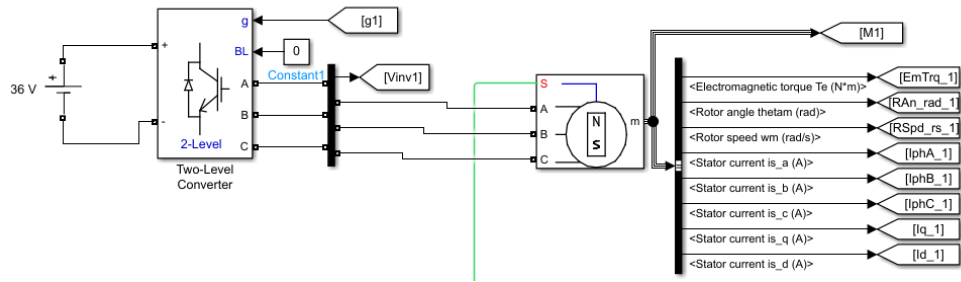 g
[g1]
[M1]
+
BL
0
Constant1
[Vinv1]
36 V
+
A
B
C
-
2-Level
Two-Level
Converter
S
A
B
C
N
S
m
[EmTrq_1]
<Electromagnetic torque Te (N*m)>
[RAn_rad_1]
<Rotor angle thetam (rad)>
[RSpd_rs_1]
<Rotor speed wm (rad/s)>
[IphA_1]
<Stator current is_a (A)>
[IphB_1]
<Stator current is_b (A)>
[IphC_1]
<Stator current is_c (A)>
[Iq_1]
<Stator current is_q (A)>
[Id_1]
<Stator current is_d (A)>